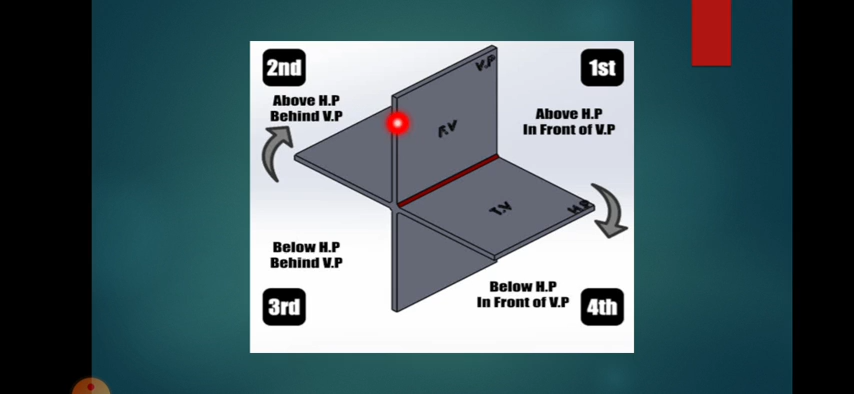 2nd
1st
Above H.P
Behind V.P
Above H.P
In Front of V.P
V.P
F.V
T.V
H.P
Below H.P
Behind V.P
Below H.P
In Front of V.P
3rd
4th